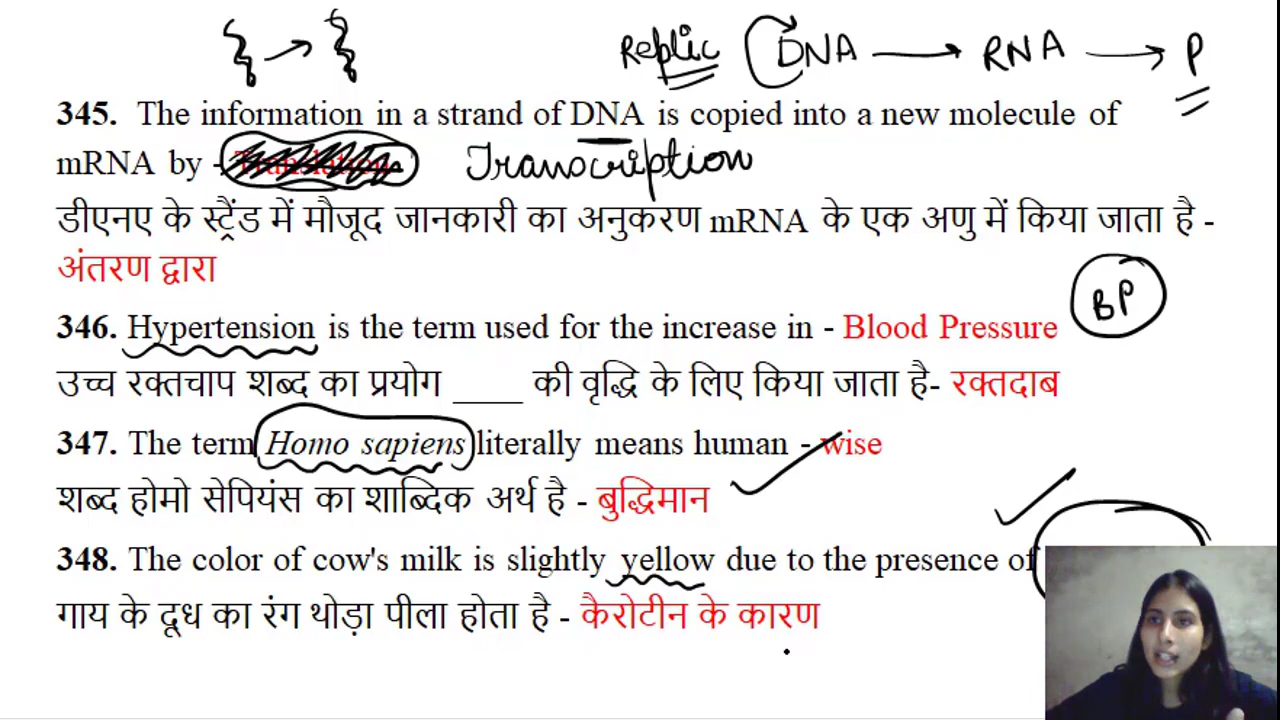 Replic DNA → RNA → P
345. The information in a strand of DNA is copied into a new molecule of
mRNA by - Transcription
डीएनए के स्ट्रैंड में मौजूद जानकारी का अनुकरण mRNA के एक अणु में किया जाता है -
अंतरण द्वारा
346. Hypertension is the term used for the increase in - Blood Pressure BP
उच्च रक्तचाप शब्द का प्रयोग ____ की वृद्धि के लिए किया जाता है- रक्तदाब
347. The term Homo sapiens literally means human - wise
शब्द होमो सेपियंस का शाब्दिक अर्थ है - बुद्धिमान
348. The color of cow's milk is slightly yellow due to the presence of
गाय के दूध का रंग थोड़ा पीला होता है - कैरोटीन के कारण